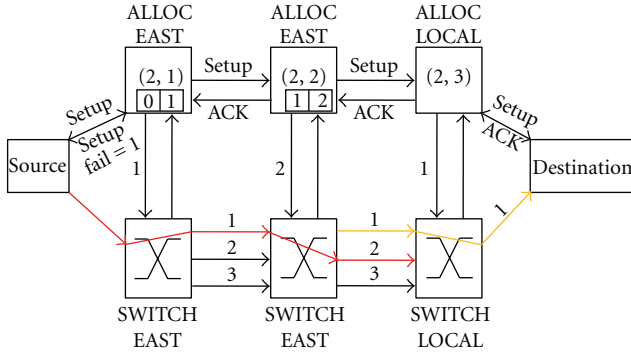 ALLOC ALLOC ALLOC
EAST EAST LOCAL
Setup Setup
(2, 1) (2, 2) (2, 3)
0 1 1 2
ACK ACK
Setup Setup
Setup ACK
fail = 1
Source 1 2 1 Destination
1 1 1
2 2
3 3
SWITCH SWITCH SWITCH
EAST EAST LOCAL